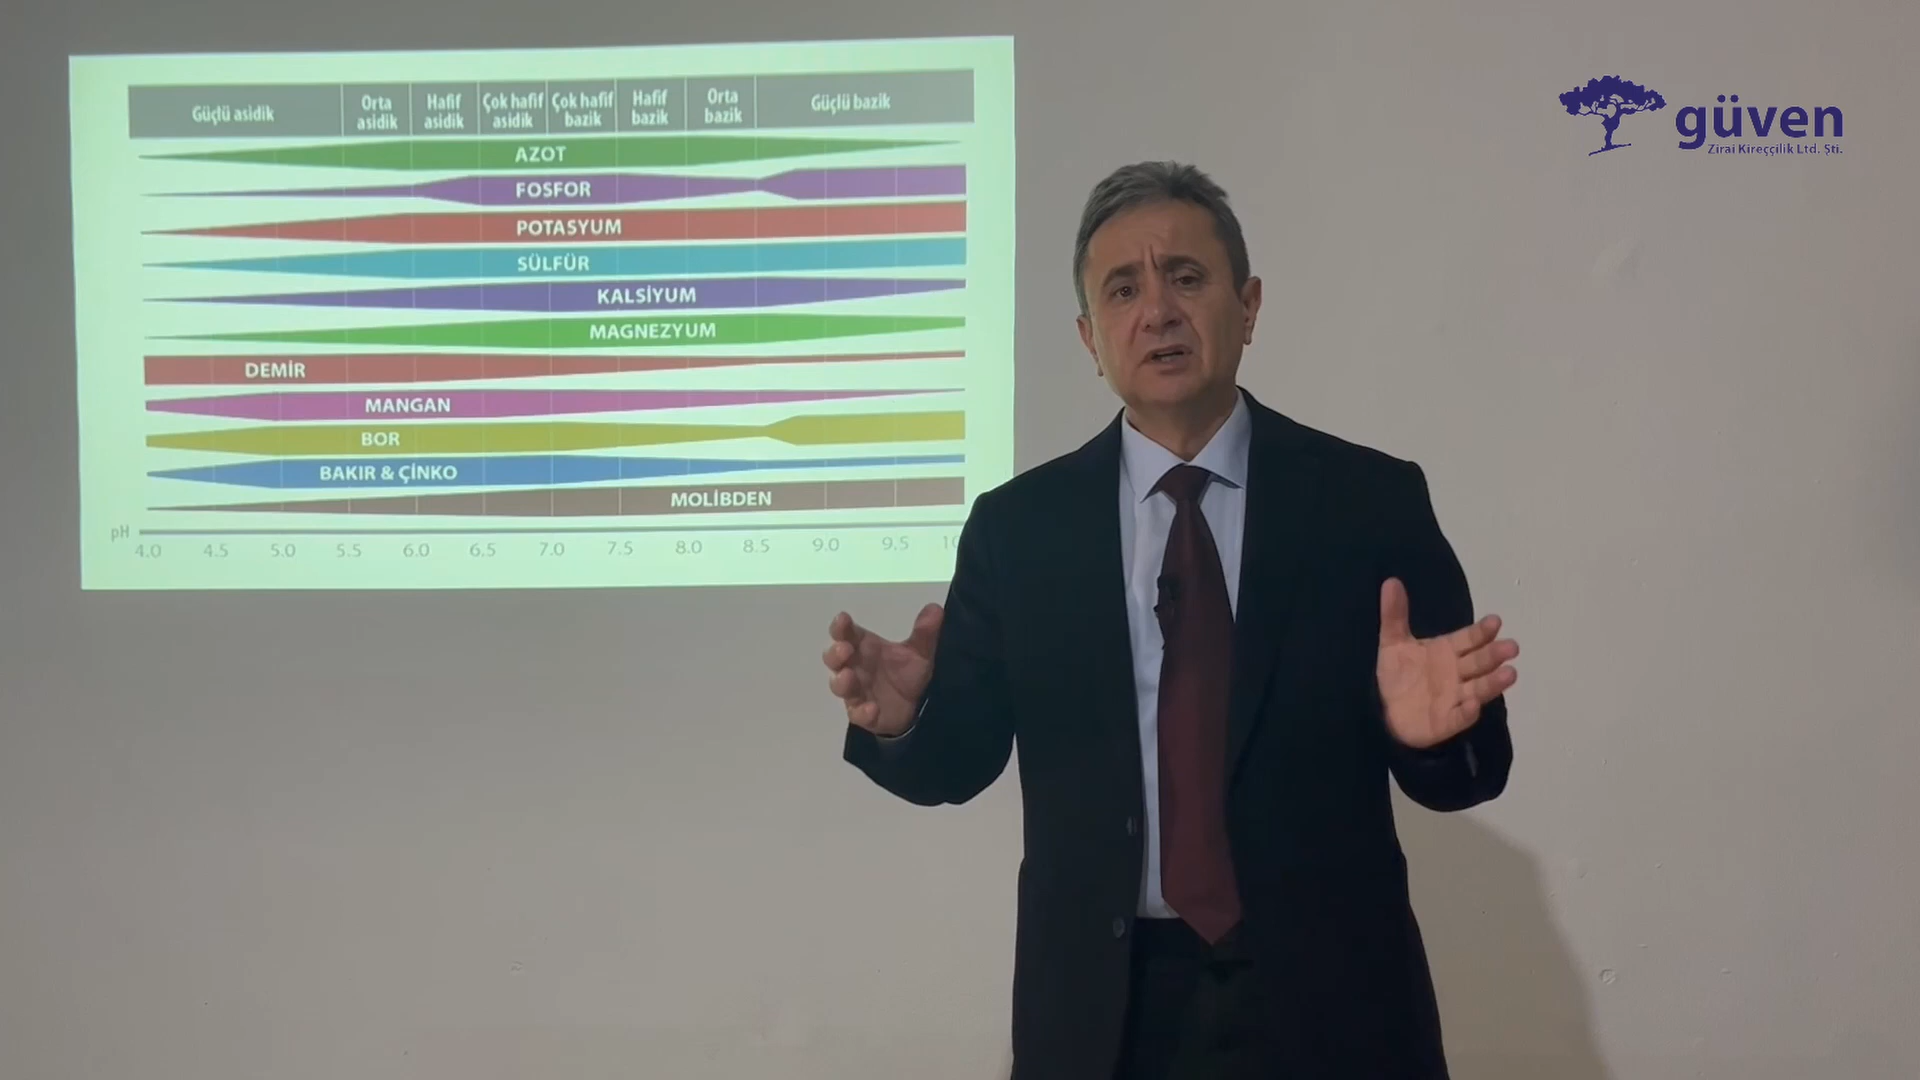 Güçlü asidik
Orta asidik
Hafif asidik
Çok hafif asidik
Çok hafif bazik
Hafif bazik
Orta bazik
Güçlü bazik
AZOT
FOSFOR
POTASYUM
SÜLFÜR
KALSİYUM
MAGNEZYUM
DEMİR
MANGAN
BOR
BAKIR & ÇİNKO
MOLİBDEN
pH
4.0 4.5 5.0 5.5 6.0 6.5 7.0 7.5 8.0 8.5 9.0 9.5
güven
Zirai Kireççilik Ltd. Şti.